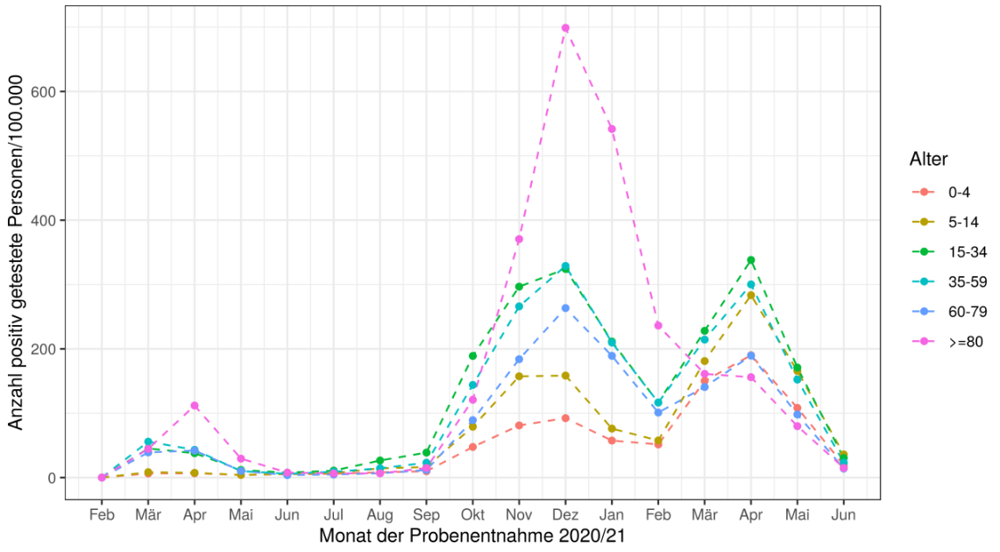 Anzahl positiv getestete Personen/100.000
600
400
200
0
Feb Mär Apr Mai Jun Jul Aug Sep Okt Nov Dez Jan Feb Mär Apr Mai Jun
Monat der Probenentnahme 2020/21
Alter
0-4
5-14
15-34
35-59
60-79
>=80